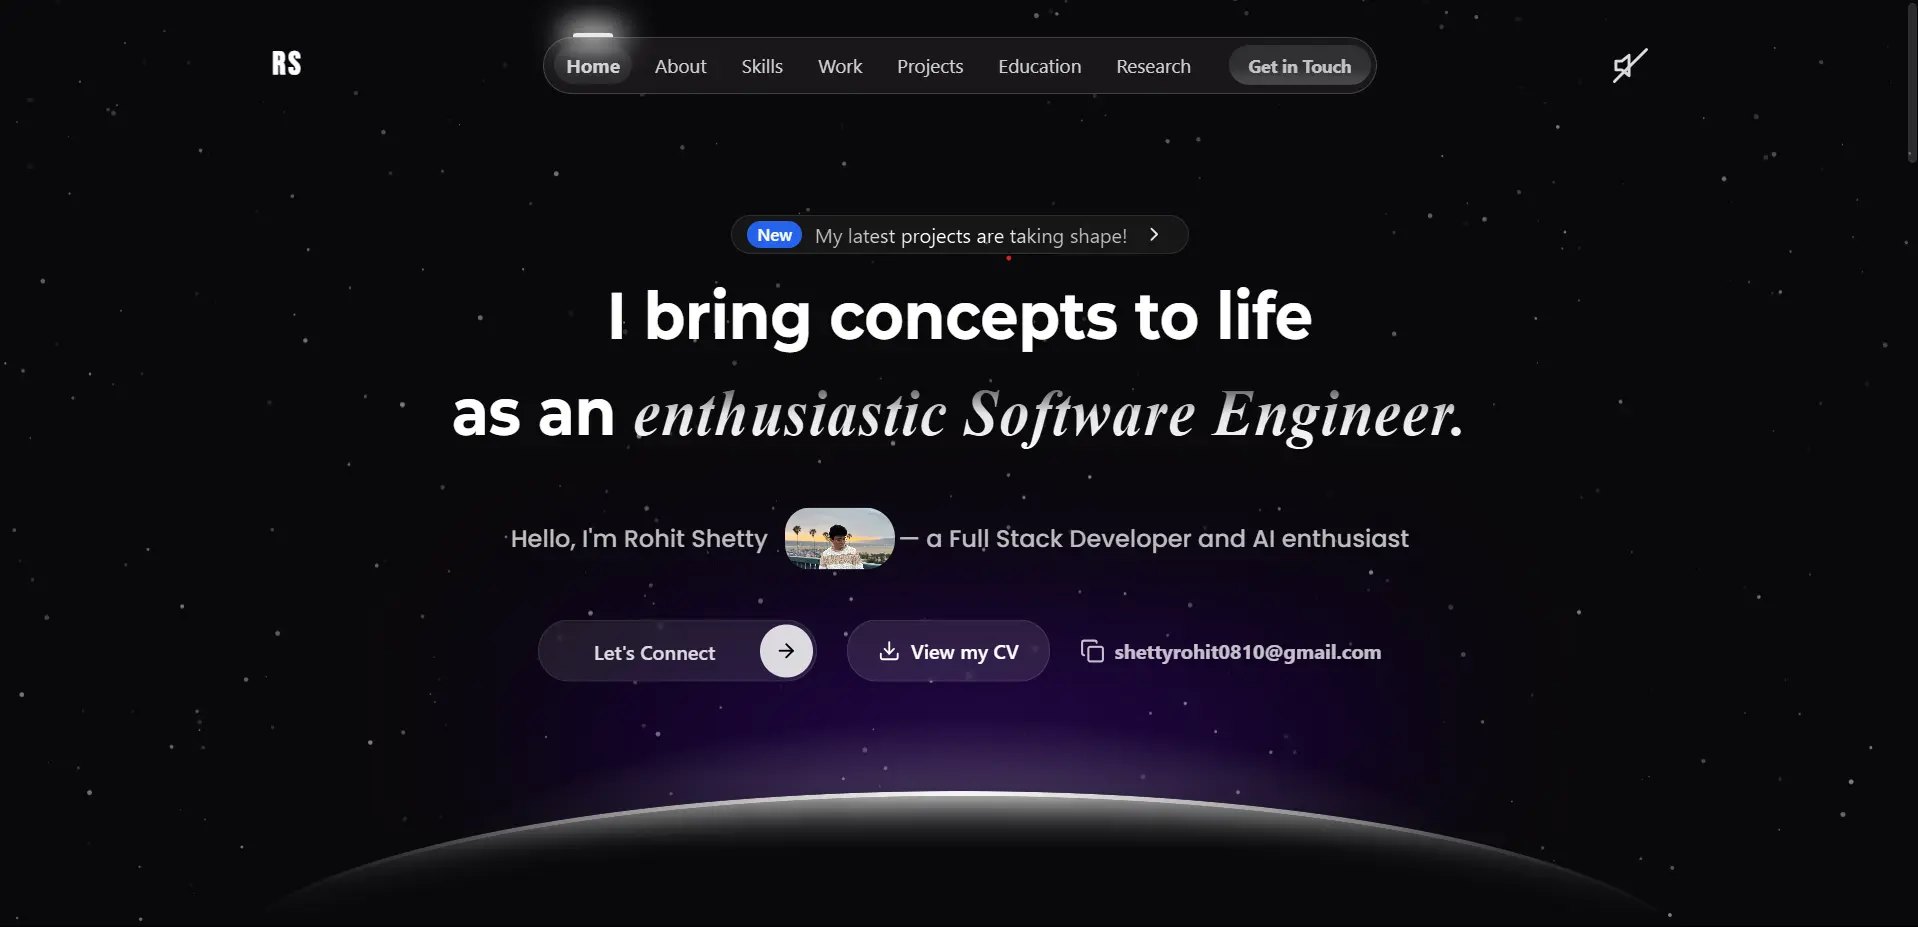 RS
Home About Skills Work Projects Education Research Get in Touch
New My latest projects are taking shape!
I bring concepts to life
as an enthusiastic Software Engineer.
Hello, I'm Rohit Shetty — a Full Stack Developer and AI enthusiast
Let's Connect View my CV shettyrohit0810@gmail.com